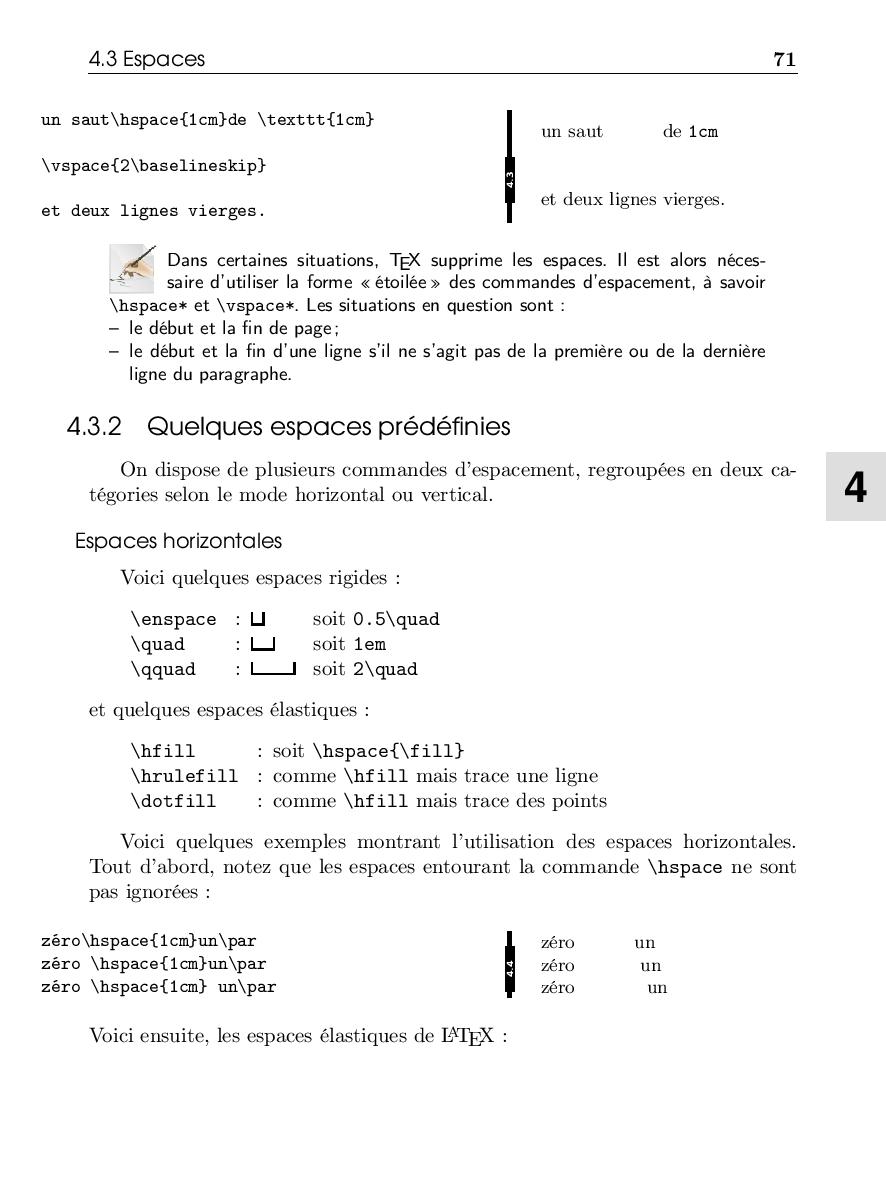 4.3 Espaces 71
un saut\hspace{1cm}de \texttt{1cm}
\vspace{2\baselineskip}
et deux lignes vierges.
4.3
un saut de 1cm
et deux lignes vierges.
Dans certaines situations, TEX supprime les espaces. Il est alors néces-
saire d'utiliser la forme « étoilée » des commandes d'espacement, à savoir
\hspace* et \vspace*. Les situations en question sont :
– le début et la fin de page ;
– le début et la fin d'une ligne s'il ne s'agit pas de la première ou de la dernière
ligne du paragraphe.
4.3.2 Quelques espaces prédéfinies
On dispose de plusieurs commandes d'espacement, regroupées en deux ca-
tégories selon le mode horizontal ou vertical.
4
Espaces horizontales
Voici quelques espaces rigides :
\enspace : soit 0.5\quad
\quad : soit 1em
\qquad : soit 2\quad
et quelques espaces élastiques :
\hfill : soit \hspace{\fill}
\hrulefill : comme \hfill mais trace une ligne
\dotfill : comme \hfill mais trace des points
Voici quelques exemples montrant l'utilisation des espaces horizontales.
Tout d'abord, notez que les espaces entourant la commande \hspace ne sont
pas ignorées :
zéro\hspace{1cm}un\par
zéro \hspace{1cm}un\par
zéro \hspace{1cm} un\par
4.4
zéro un
zéro un
zéro un
Voici ensuite, les espaces élastiques de LATEX :